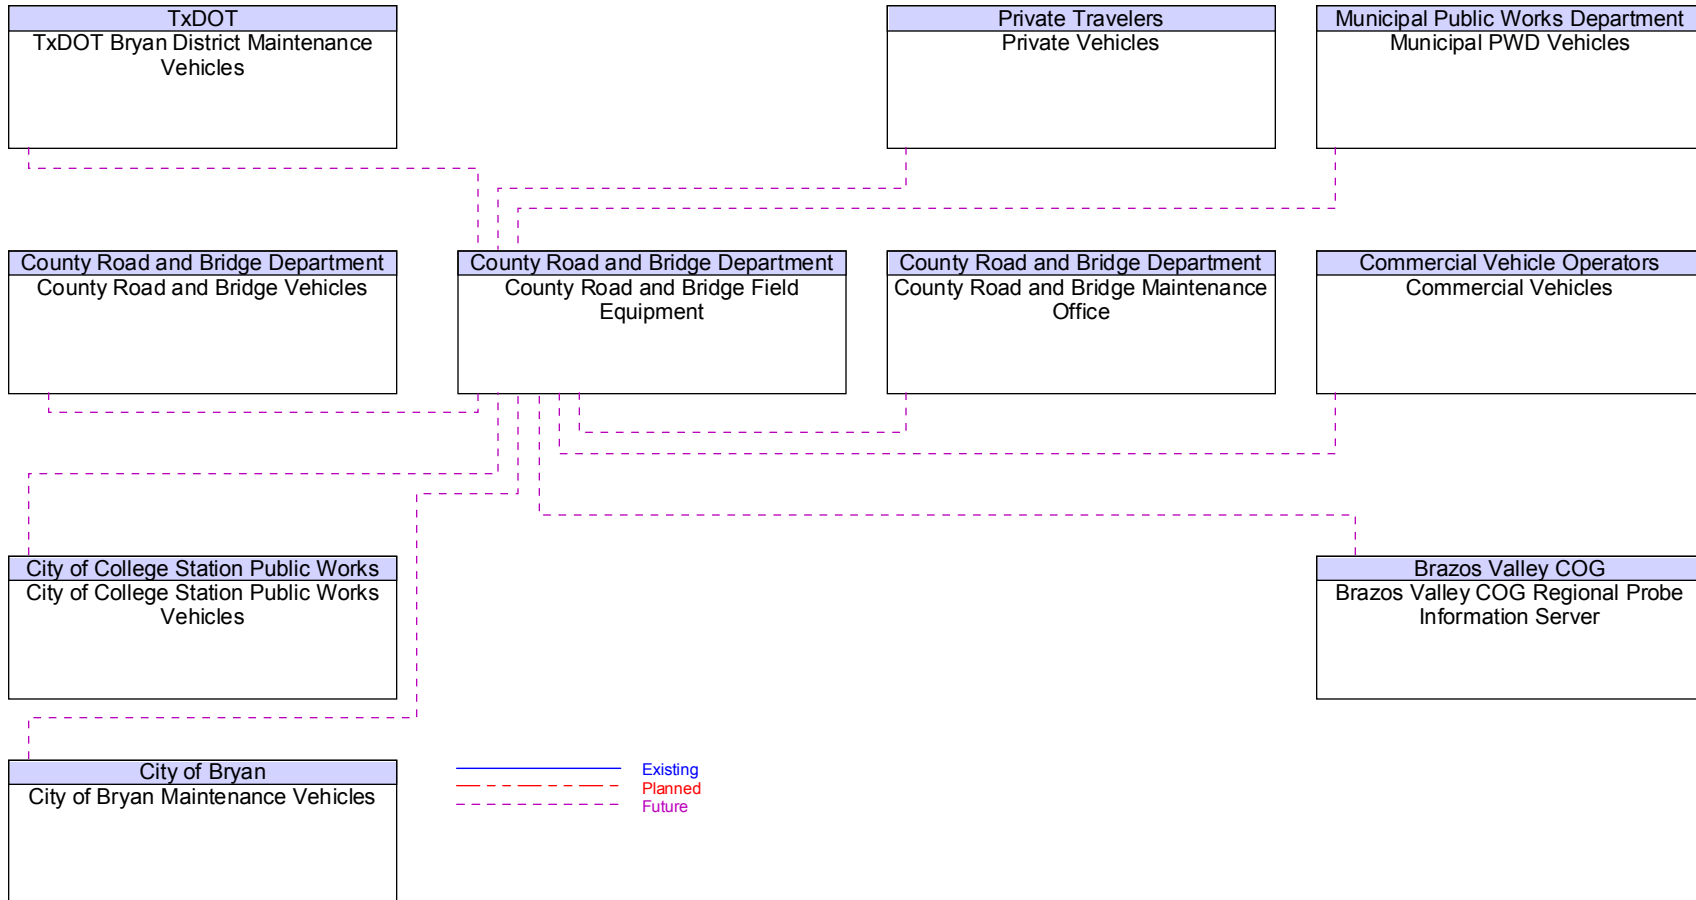 TxDOT
TxDOT Bryan District Maintenance
Vehicles
Private Travelers
Private Vehicles
Municipal Public Works Department
Municipal PWD Vehicles
County Road and Bridge Department
County Road and Bridge Vehicles
County Road and Bridge Department
County Road and Bridge Field
Equipment
County Road and Bridge Department
County Road and Bridge Maintenance
Office
Commercial Vehicle Operators
Commercial Vehicles
City of College Station Public Works
City of College Station Public Works
Vehicles
Brazos Valley COG
Brazos Valley COG Regional Probe
Information Server
City of Bryan
City of Bryan Maintenance Vehicles
Existing
Planned
Future